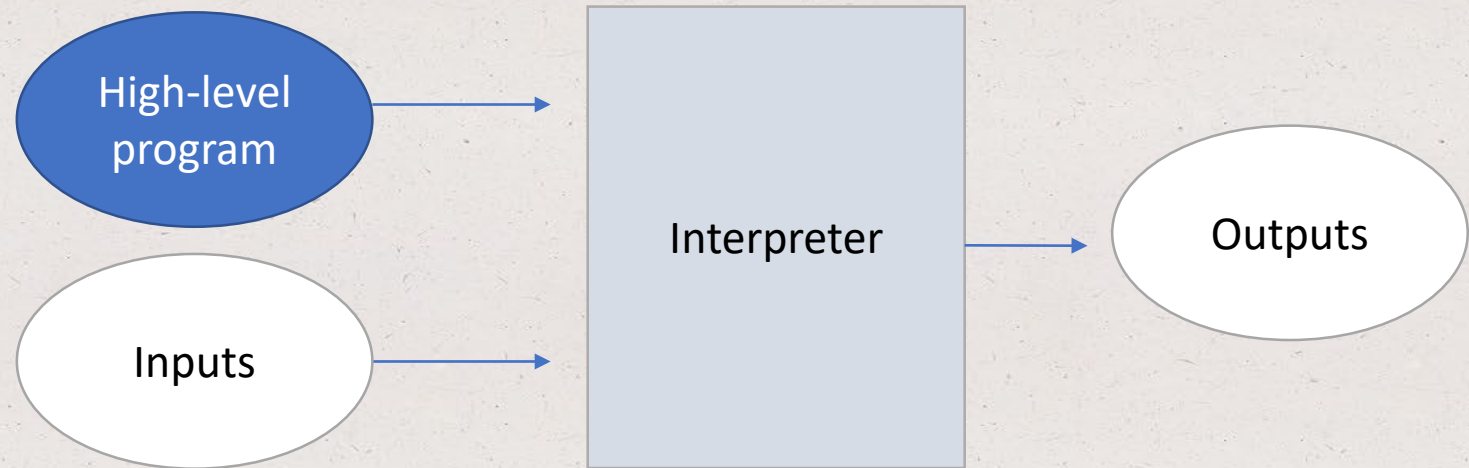 High-level
program
Inputs
Interpreter
Outputs